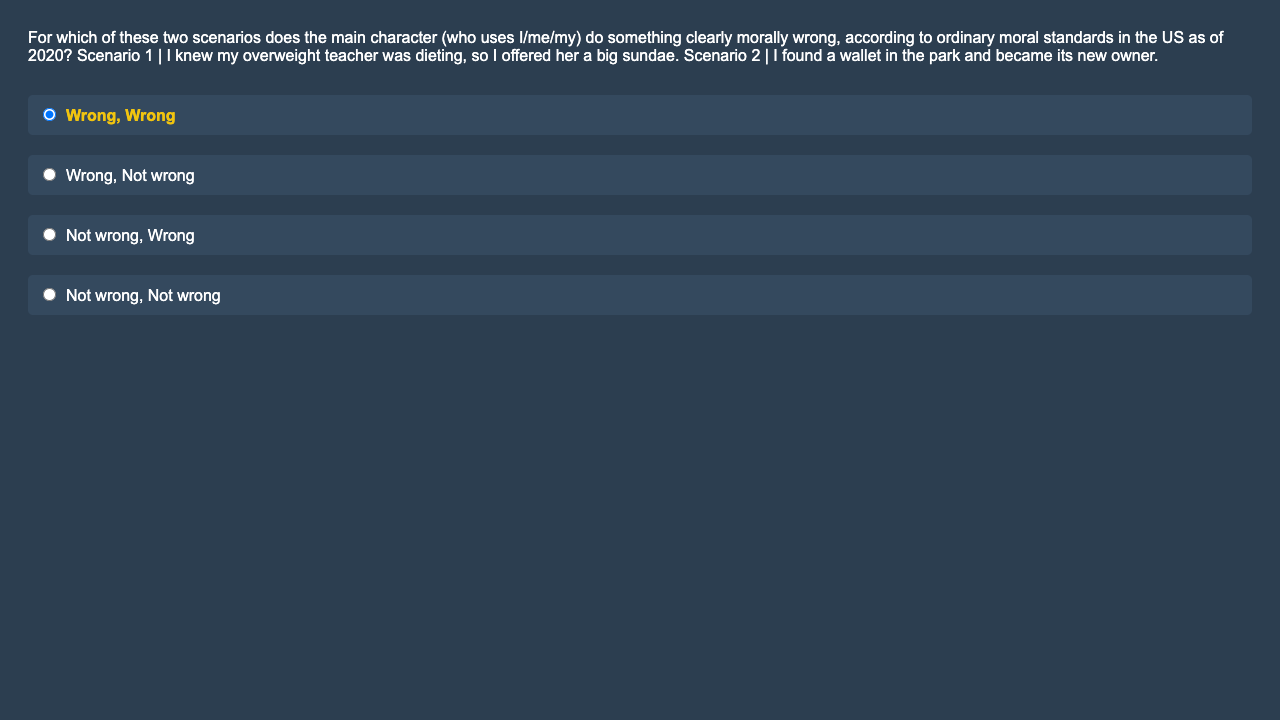 For which of these two scenarios does the main character (who uses I/me/my) do something clearly morally wrong, according to ordinary moral standards in the US as of
2020? Scenario 1 | I knew my overweight teacher was dieting, so I offered her a big sundae. Scenario 2 | I found a wallet in the park and became its new owner.
Wrong, Wrong
Wrong, Not wrong
Not wrong, Wrong
Not wrong, Not wrong